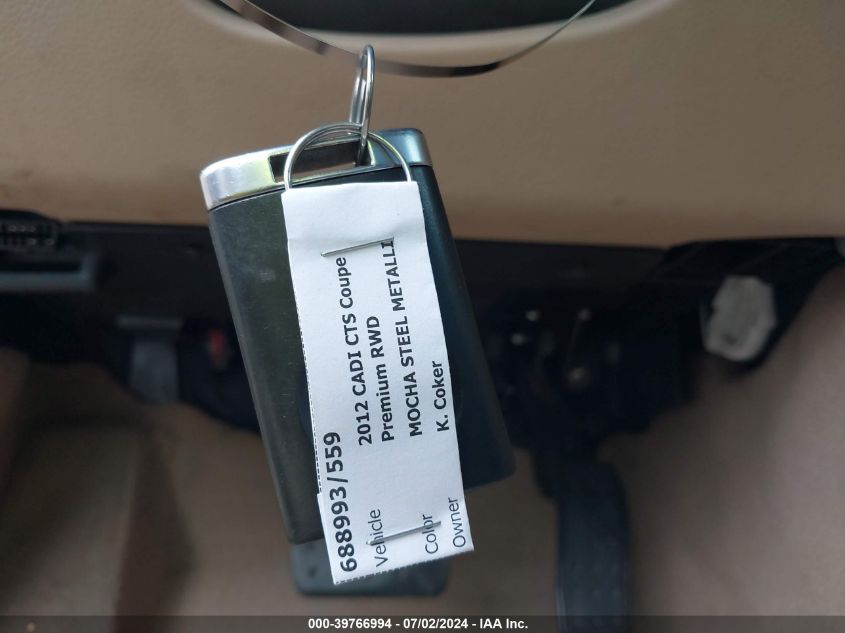 688993/559
Vehicle 2012 CADI CTS Coupe
Premium RWD
Color MOCHA STEEL METALLI
Owner K. Coker
000-39766994 / 07/02/2024 - IAA Inc.